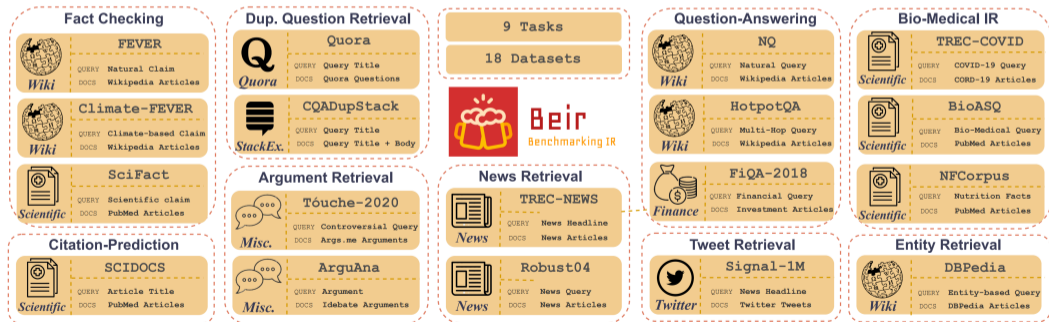 Fact Checking
FEVER
QUERY Natural Claim
DOCS Wikipedia Articles
Wiki
Climate-FEVER
QUERY Climate-based Claim
DOCS Wikipedia Articles
Wiki
SciFact
QUERY Scientific claim
DOCS PubMed Articles
Scientific
Citation-Prediction
SCIDOCS
QUERY Article Title
DOCS PubMed Articles
Scientific
Dup. Question Retrieval
Q
Quora
QUERY Query Title
DOCS Quora Questions
Quora
CQADupStack
QUERY Query Title
DOCS Query Title + Body
StackEx.
Argument Retrieval
Tóuche-2020
QUERY Controversial Query
DOCS Args.me Arguments
Misc.
ArguAna
QUERY Argument
DOCS Idebate Arguments
Misc.
9 Tasks
18 Datasets
Beir
Benchmarking IR
News Retrieval
TREC-NEWS
QUERY News Headline
DOCS News Articles
News
Robust04
QUERY News Query
DOCS News Articles
News
Question-Answering
NQ
QUERY Natural Query
DOCS Wikipedia Articles
Wiki
HotpotQA
QUERY Multi-Hop Query
DOCS Wikipedia Articles
Wiki
FiQA-2018
QUERY Financial Query
DOCS Investment Articles
Finance
Tweet Retrieval
Signal-1M
QUERY News Headline
DOCS Twitter Tweets
Twitter
Bio-Medical IR
TREC-COVID
QUERY COVID-19 Query
DOCS CORD-19 Articles
Scientific
BioASQ
QUERY Bio-Medical Query
DOCS PubMed Articles
Scientific
NFCorpus
QUERY Nutrition Facts
DOCS PubMed Articles
Scientific
Entity Retrieval
DBPedia
QUERY Entity-based Query
DOCS DBPedia Articles
Wiki